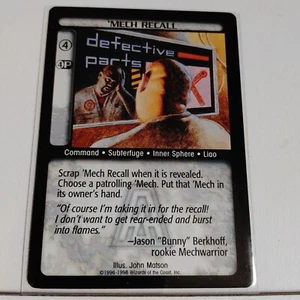 'MECH RECALL
4
P
defective
parts
Command • Subterfuge • Inner Sphere • Liao
Scrap 'Mech Recall when it is revealed.
Choose a patrolling 'Mech. Put that 'Mech in
its owner's hand.
"Of course I'm taking it in for the recall!
I don't want to get rear-ended and burst
into flames."
—Jason "Bunny" Berkhoff,
rookie Mechwarrior
Illus. John Matson
©1996-1998 Wizards of the Coast, Inc.